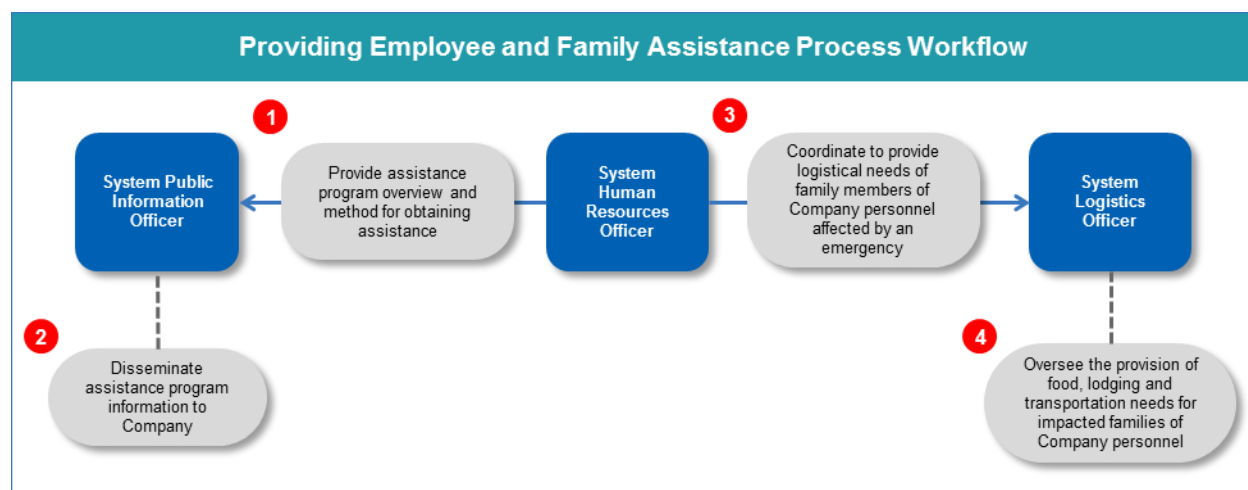 Providing Employee and Family Assistance Process Workflow
1
3
System Public
Information
Officer
Provide assistance
program overview and
method for obtaining
assistance
System
Human
Resources
Officer
Coordinate to provide
logistical needs of
family members of
Company personnel
affected by an
emergency
System
Logistics
Officer
2
Disseminate
assistance program
information to
Company
4
Oversee the provision of
food, lodging and
transportation needs for
impacted families of
Company personnel